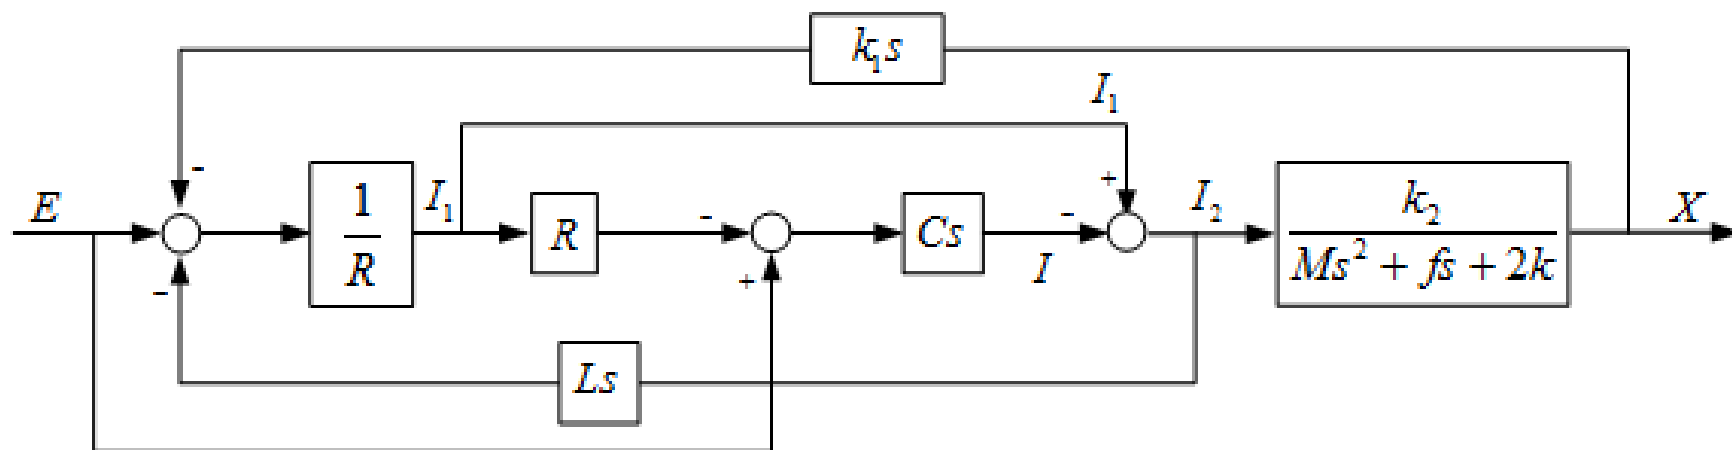 k₁s
I₁
-
E
1
R
I₁
R
-
Cs
-
I
+
I₂
k₂
Ms² + fs + 2k
X
-
+
Ls